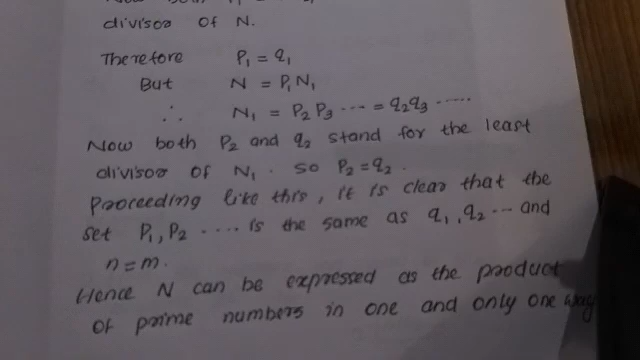 divisor of N.
Therefore P₁ = q₁
But N = P₁N₁
∴ N₁ = P₂P₃ ... = q₂q₃ .....
Now both P₂ and q₂ stand for the least
divisor of N₁. so P₂=q₂.
Proceeding like this, it is clear that the
set P₁,P₂ ..... is the same as q₁,q₂... and
n=m.
Hence N can be expressed as the product
of prime numbers in one and only one way